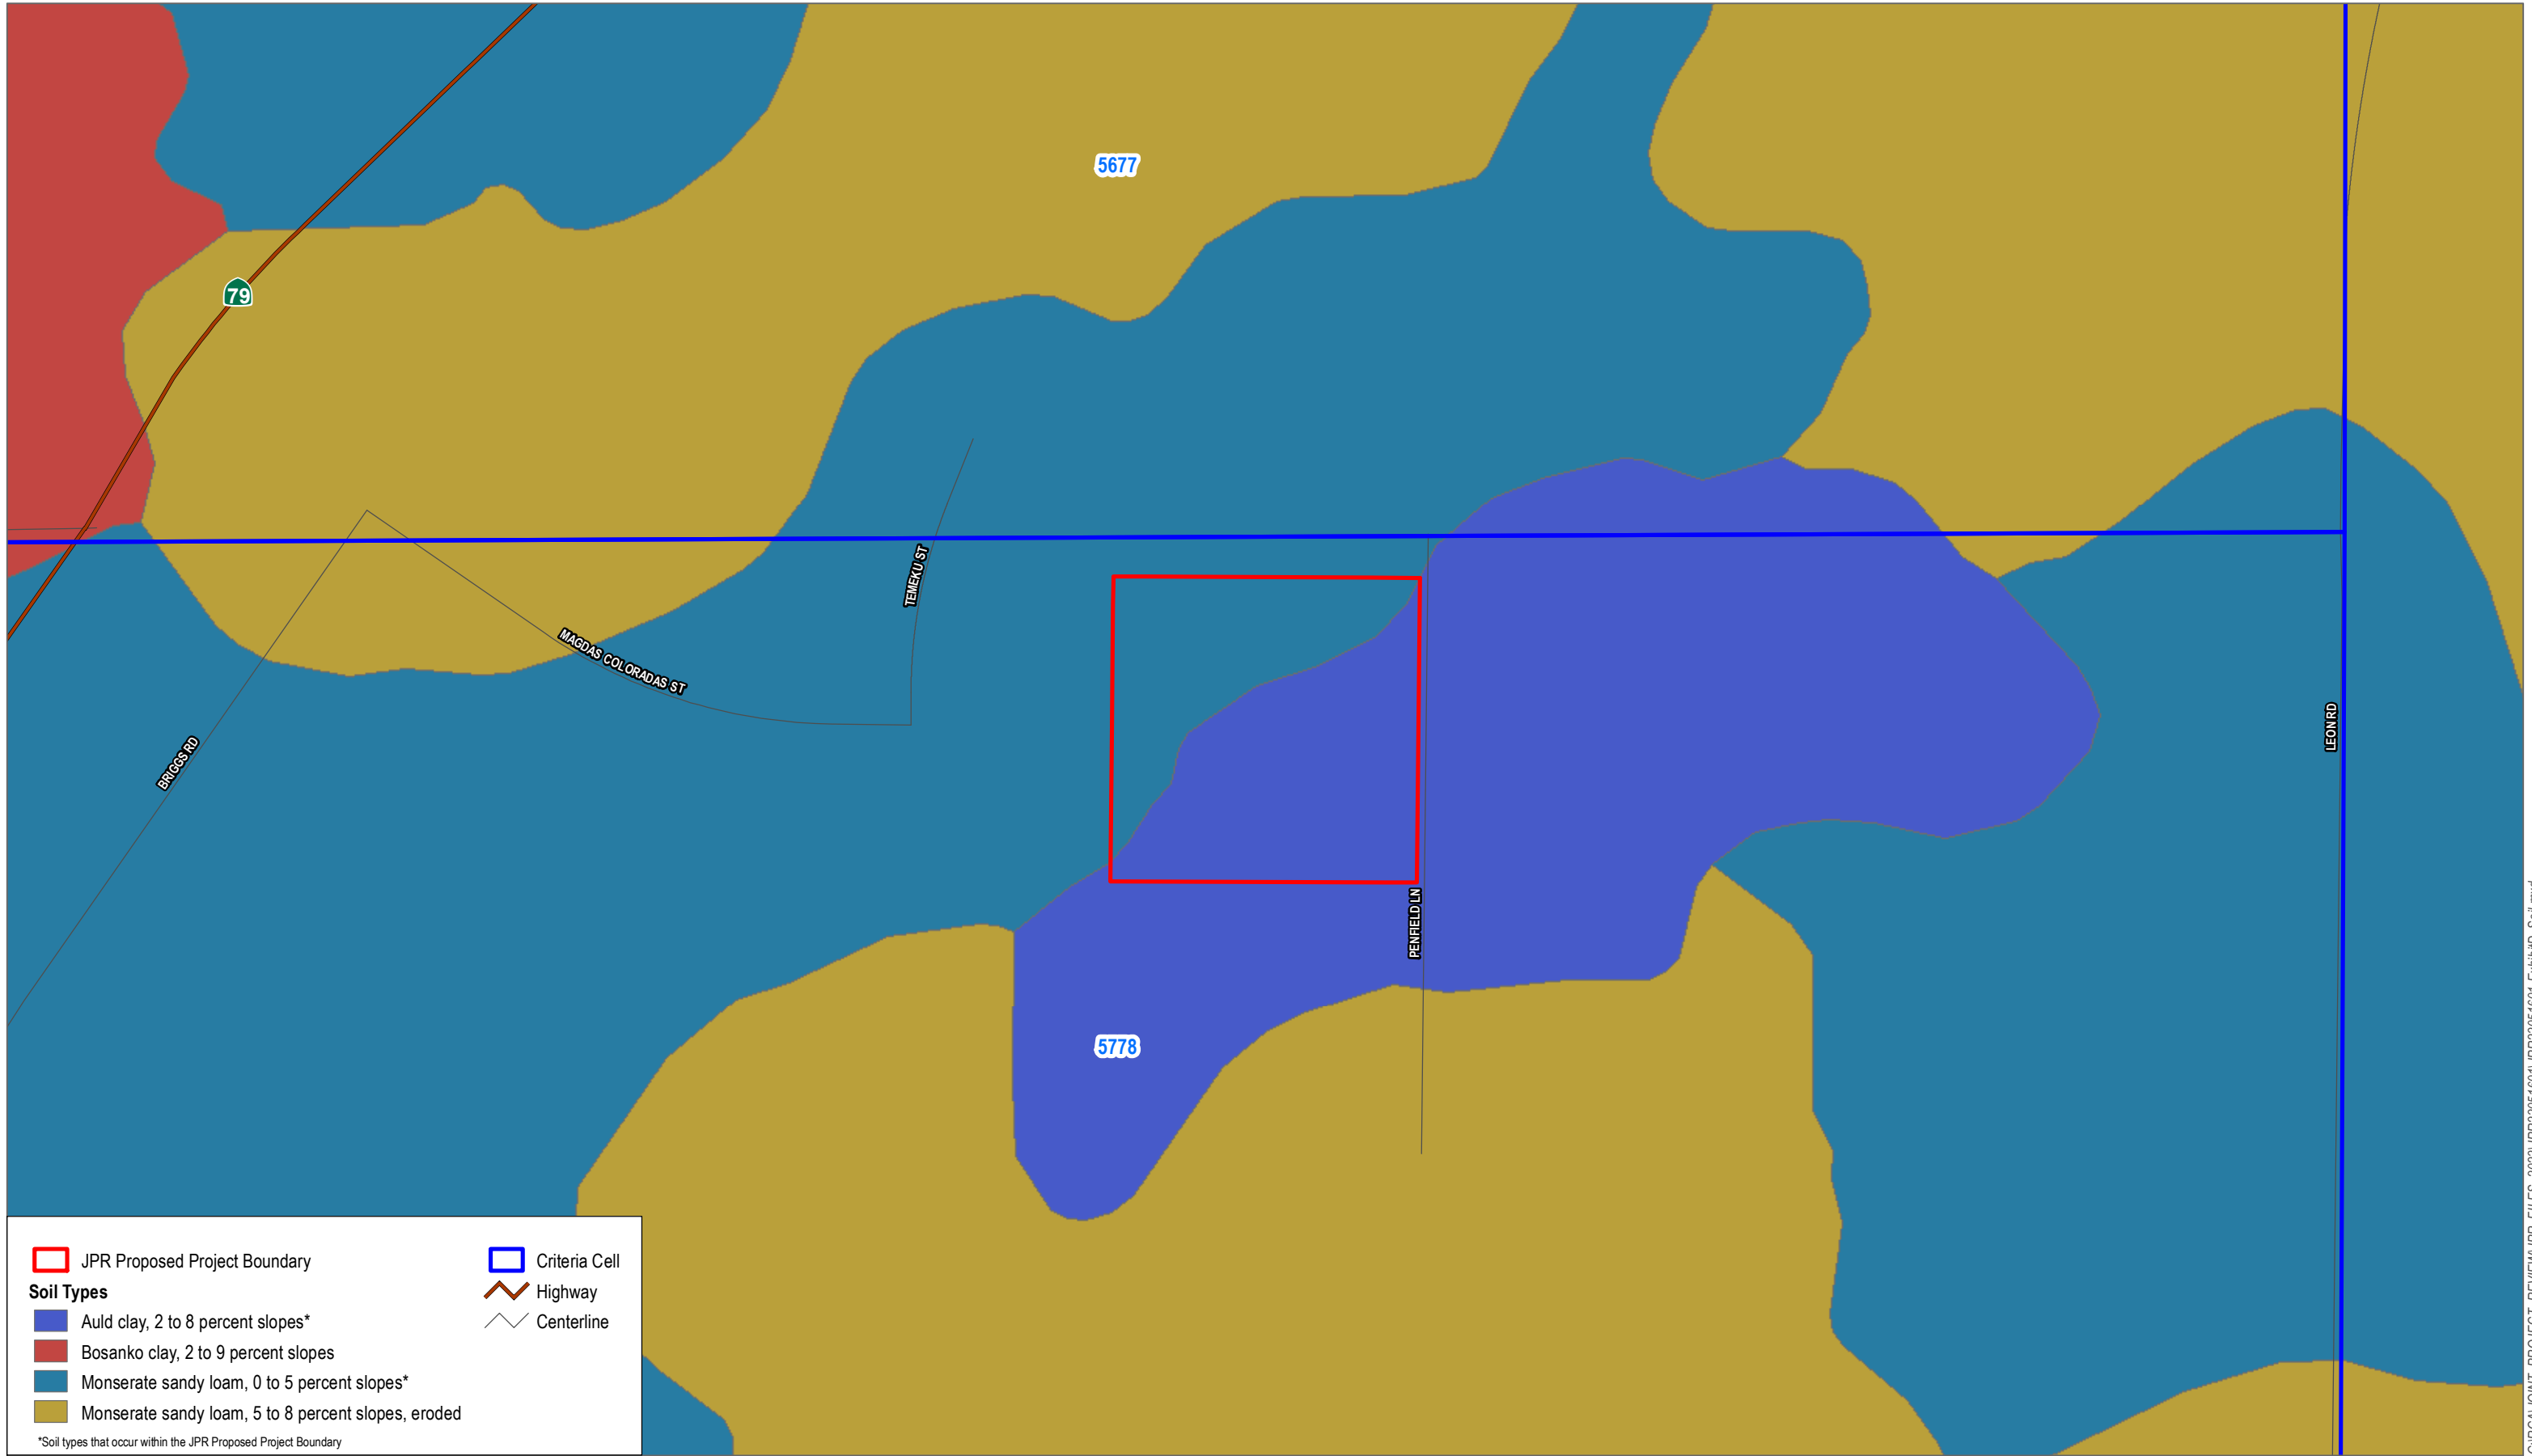 5677
79
TEMEKU ST
MAGDAS COLORADAS ST
BRIGGS RD
LEON RD
PENFIELD LN
5778
JPR Proposed Project Boundary
Criteria Cell
Soil Types
Highway
Auld clay, 2 to 8 percent slopes*
Centerline
Bosanko clay, 2 to 9 percent slopes
Monserate sandy loam, 0 to 5 percent slopes*
Monserate sandy loam, 5 to 8 percent slopes, eroded
*Soil types that occur within the JPR Proposed Project Boundary